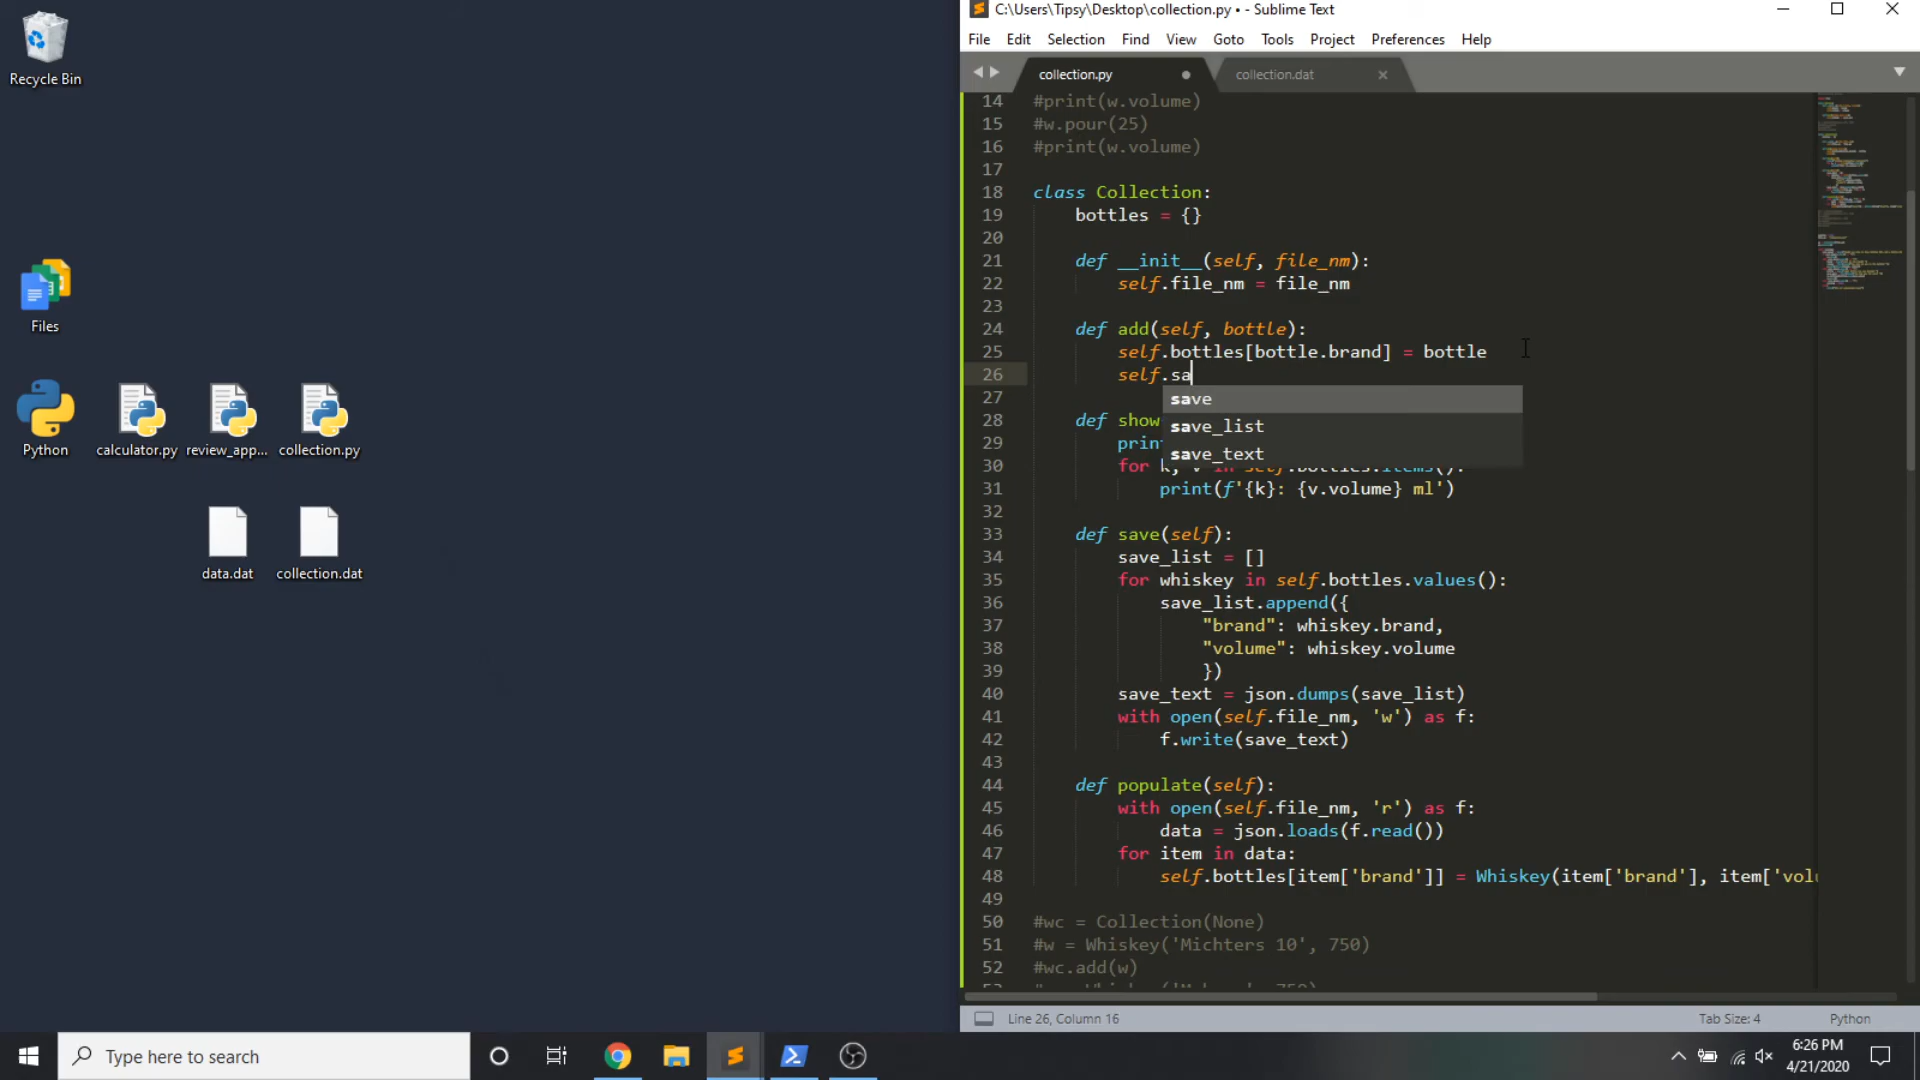 Recycle Bin
Files
Python
calculator.py
review_app...
collection.py
data.dat
collection.dat
C:\Users\Tipsy\Desktop\collection.py • - Sublime Text
File Edit Selection Find View Goto Tools Project Preferences Help
collection.py
collection.dat
14 #print(w.volume)
15 #w.pour(25)
16 #print(w.volume)
17
18 class Collection:
19 bottles = {}
20
21 def __init__(self, file_nm):
22 self.file_nm = file_nm
23
24 def add(self, bottle):
25 self.bottles[bottle.brand] = bottle
26 self.sa
save
save_list
save_text
27
28 def show
29 prin
30 for k, v in self.bottles.items():
31 print(f'{k}: {v.volume} ml')
32
33 def save(self):
34 save_list = []
35 for whiskey in self.bottles.values():
36 save_list.append({
37 "brand": whiskey.brand,
38 "volume": whiskey.volume
39 })
40 save_text = json.dumps(save_list)
41 with open(self.file_nm, 'w') as f:
42 f.write(save_text)
43
44 def populate(self):
45 with open(self.file_nm, 'r') as f:
46 data = json.loads(f.read())
47 for item in data:
48 self.bottles[item['brand']] = Whiskey(item['brand'], item['vol
49
50 #wc = Collection(None)
51 #w = Whiskey('Michters 10', 750)
52 #wc.add(w)
Line 26, Column 16
Tab Size: 4
Python
Type here to search
6:26 PM
4/21/2020